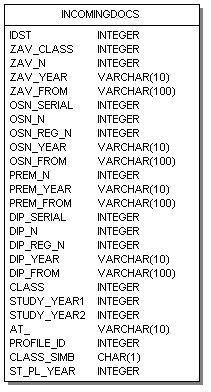 INCOMINGDOCS
IDST INTEGER
ZAV_CLASS INTEGER
ZAV_N INTEGER
ZAV_YEAR VARCHAR(10)
ZAV_FROM VARCHAR(100)
OSN_SERIAL INTEGER
OSN_N INTEGER
OSN_REG_N INTEGER
OSN_YEAR VARCHAR(10)
OSN_FROM VARCHAR(100)
PREM_N INTEGER
PREM_YEAR VARCHAR(10)
PREM_FROM VARCHAR(100)
DIP_SERIAL INTEGER
DIP_N INTEGER
DIP_REG_N INTEGER
DIP_YEAR VARCHAR(10)
DIP_FROM VARCHAR(100)
CLASS INTEGER
STUDY_YEAR1 INTEGER
STUDY_YEAR2 INTEGER
AT_ VARCHAR(10)
PROFILE_ID INTEGER
CLASS_SIMB CHAR(1)
ST_PL_YEAR INTEGER